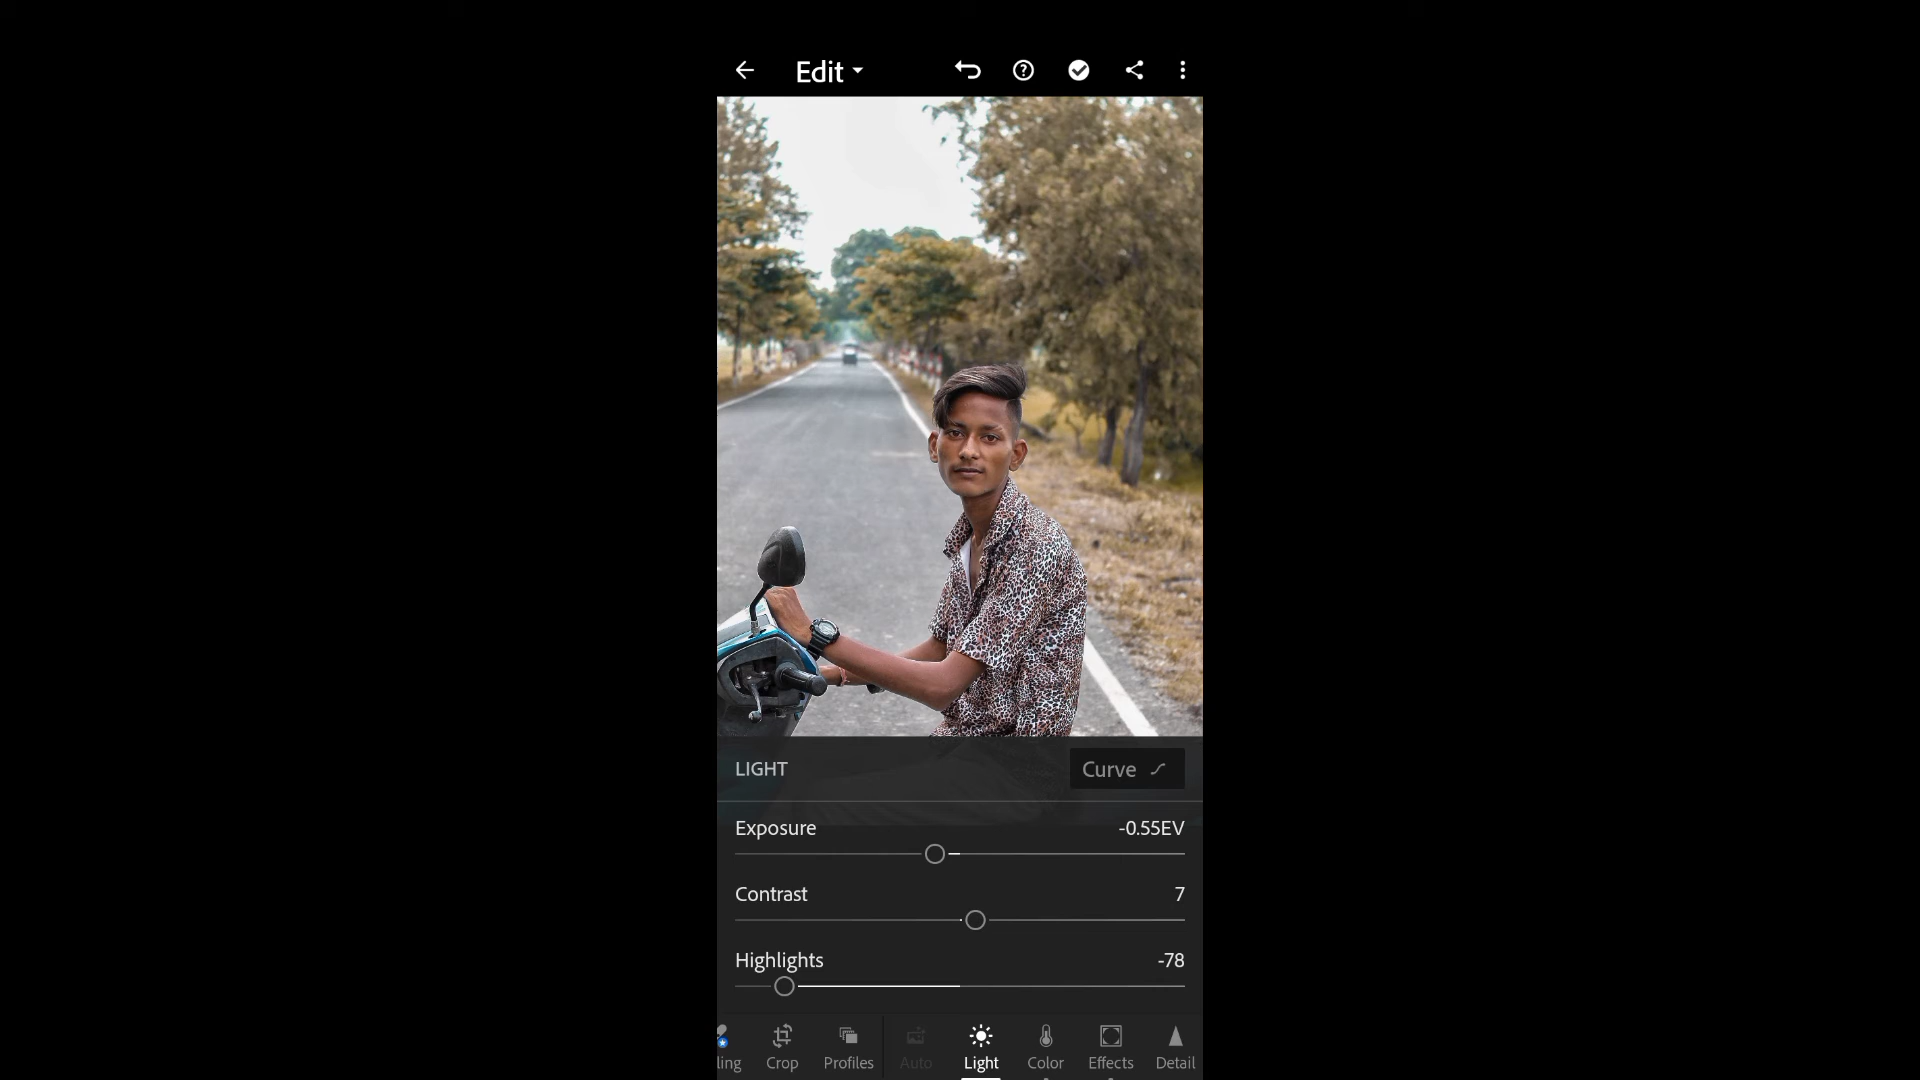 Edit
LIGHT
Curve
Exposure -0.55EV
Contrast 7
Highlights -78
ling Crop Profiles Auto Light Color Effects Detail